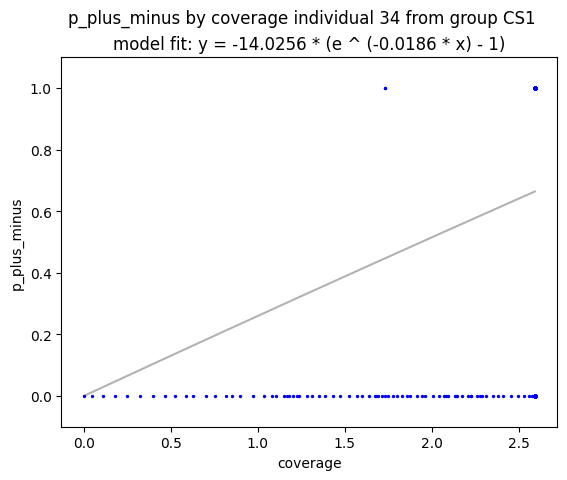 p_plus_minus by coverage individual 34 from group CS1
model fit: y = -14.0256 * (e ^ (-0.0186 * x) - 1)
1.0
0.8
0.6
0.4
0.2
0.0
p_plus_minus
0.0 0.5 1.0 1.5 2.0 2.5
coverage